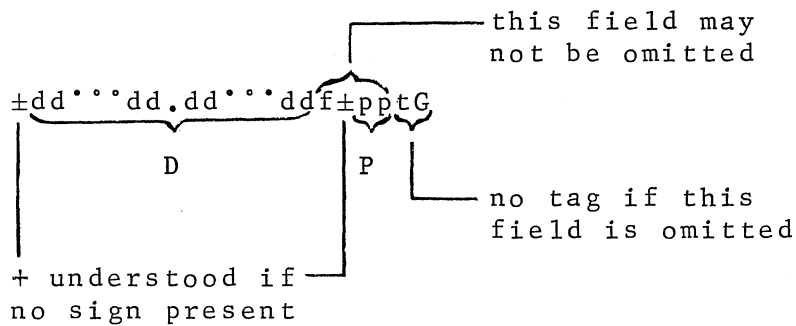 this field may
not be omitted
±dd···dd.dd···ddf±pptG
D P
no tag if this
field is omitted
+ understood if
no sign present